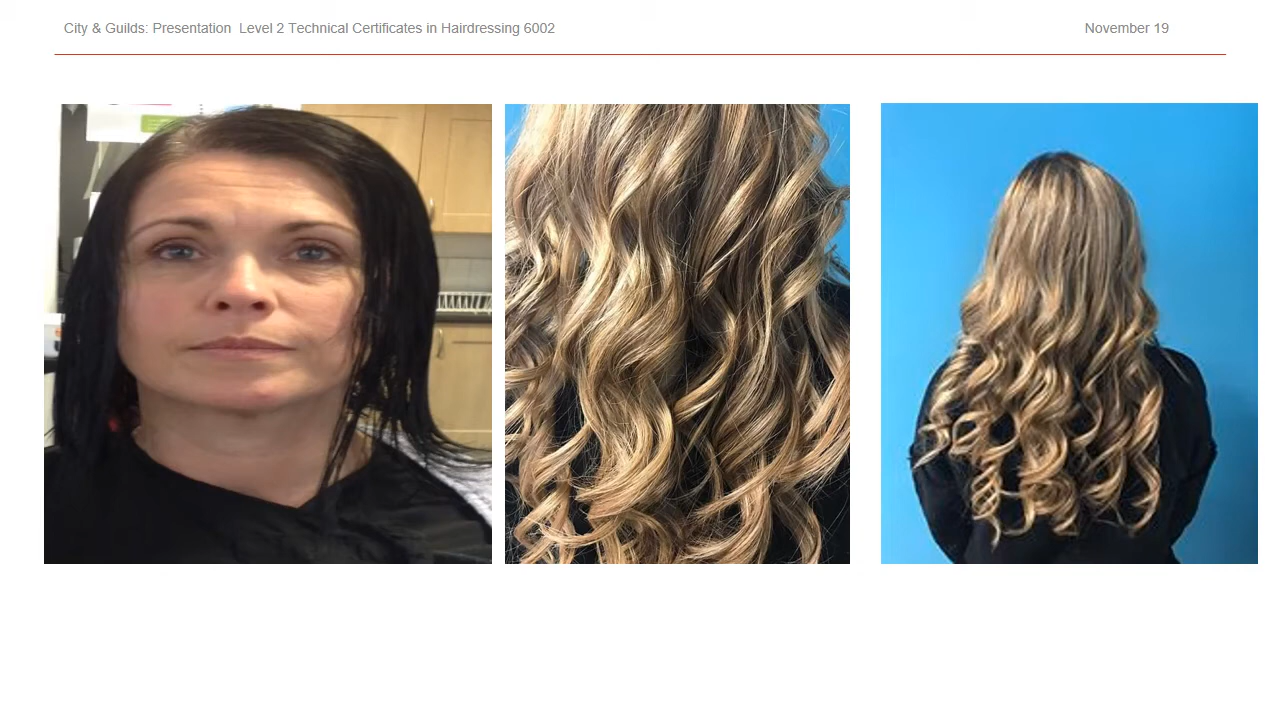 City & Guilds: Presentation  Level 2 Technical Certificates in Hairdressing 6002
November 19